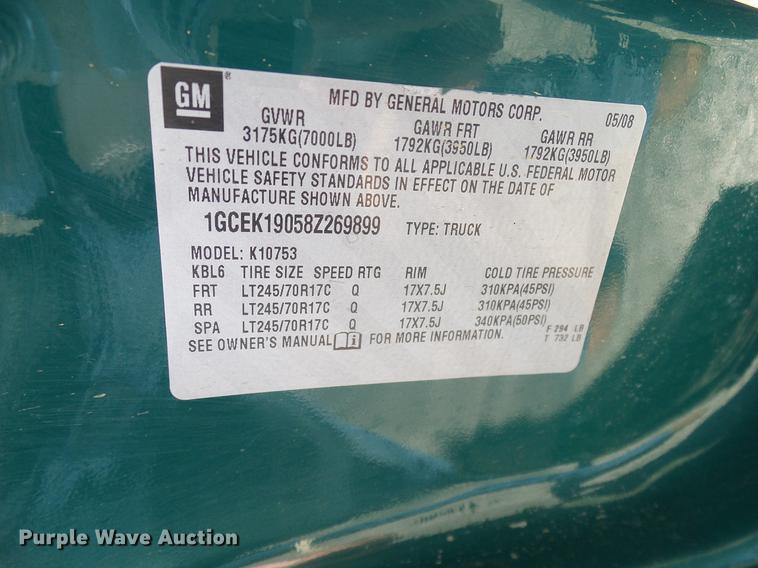 GM®
MFD BY GENERAL MOTORS CORP. 05/08
GVWR GAWR FRT GAWR RR
3175KG(7000LB) 1792KG(3950LB) 1792KG(3950LB)
THIS VEHICLE CONFORMS TO ALL APPLICABLE U.S. FEDERAL MOTOR
VEHICLE SAFETY STANDARDS IN EFFECT ON THE DATE OF
MANUFACTURE SHOWN ABOVE.
1GCEK19058Z269899 TYPE: TRUCK
MODEL: K10753
KBL6 TIRE SIZE SPEED RTG RIM COLD TIRE PRESSURE
FRT LT245/70R17C Q 17X7.5J 310KPA(45PSI)
RR LT245/70R17C Q 17X7.5J 310KPA(45PSI)
SPA LT245/70R17C Q 17X7.5J 340KPA(50PSI)
F 294 LB
T 732 LB
SEE OWNER'S MANUAL i FOR MORE INFORMATION.
Purple Wave Auction®